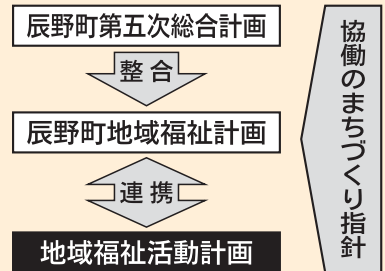 辰野町第五次総合計画
整合
辰野町地域福祉計画
連携
地域福祉活動計画
協働のまちづくり指針